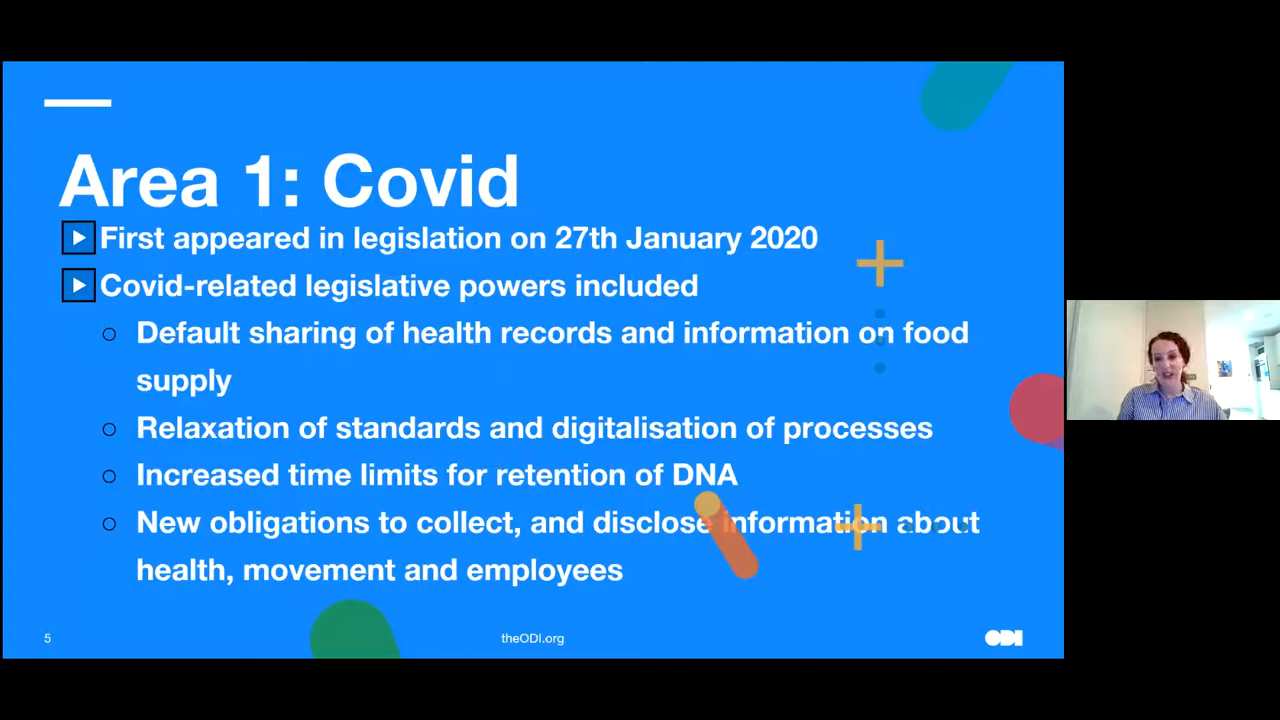 Area 1: Covid
First appeared in legislation on 27th January 2020
Covid-related legislative powers included
Default sharing of health records and information on food
supply
Relaxation of standards and digitalisation of processes
Increased time limits for retention of DNA
New obligations to collect, and disclose information about
health, movement and employees
5
theODI.org
ODI